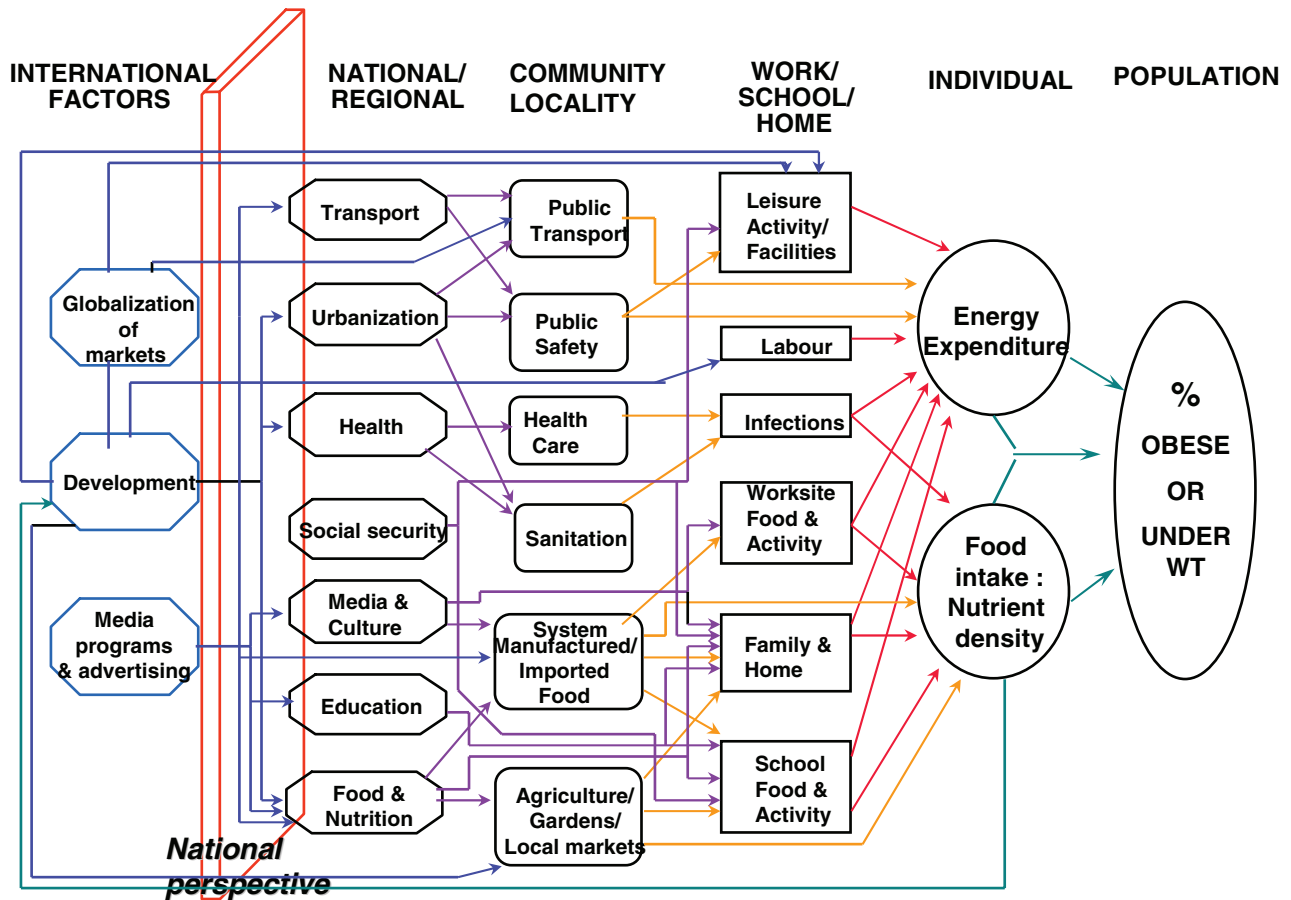 INTERNATIONAL
FACTORS
NATIONAL/
REGIONAL
COMMUNITY
LOCALITY
WORK/
SCHOOL/
HOME
INDIVIDUAL
POPULATION
Globalization
of
markets
Development
Media
programs
& advertising
Transport
Urbanization
Health
Social security
Media &
Culture
Education
Food &
Nutrition
National
perspective
Public
Transport
Public
Safety
Health
Care
Sanitation
System
Manufactured/
Imported
Food
Agriculture/
Gardens/
Local markets
Leisure
Activity/
Facilities
Labour
Infections
Worksite
Food &
Activity
Family &
Home
School
Food &
Activity
Energy
Expenditure
Food
intake :
Nutrient
density
%
OBESE
OR
UNDER
WT